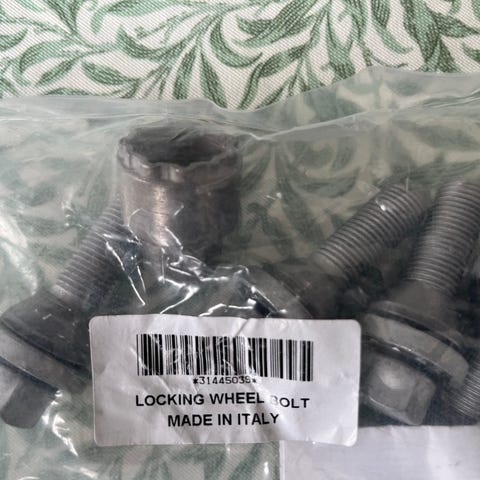 *31445039*
LOCKING WHEEL BOLT
MADE IN ITALY